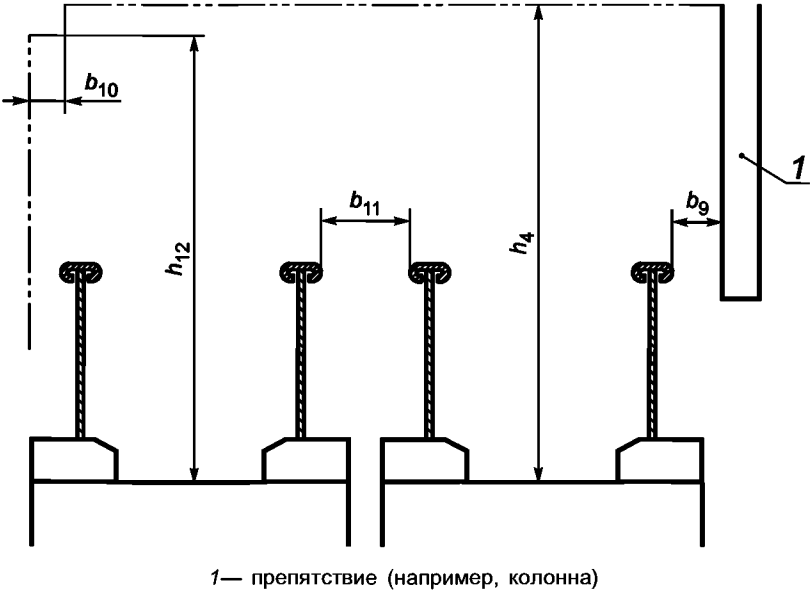 b10
1
b11
b9
h12
h4
1— препятствие (например, колонна)